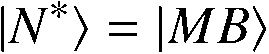 |N*⟩ = |MB⟩